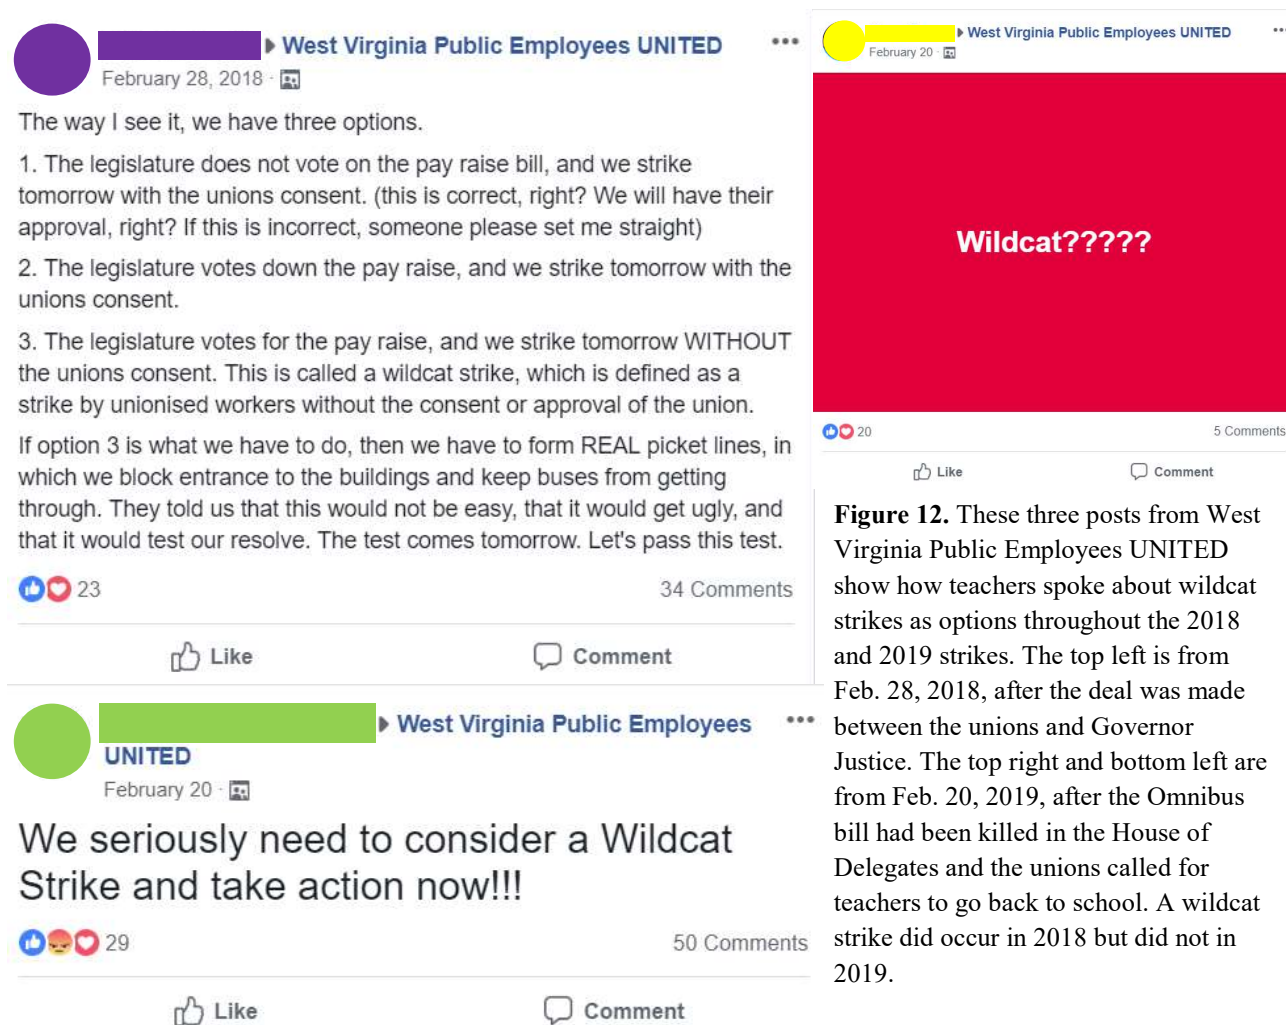 West Virginia Public Employees UNITED
February 28, 2018 ·
The way I see it, we have three options.
1. The legislature does not vote on the pay raise bill, and we strike
tomorrow with the unions consent. (this is correct, right? We will have their
approval, right? If this is incorrect, someone please set me straight)
2. The legislature votes down the pay raise, and we strike tomorrow with the
unions consent.
3. The legislature votes for the pay raise, and we strike tomorrow WITHOUT
the unions consent. This is called a wildcat strike, which is defined as a
strike by unionised workers without the consent or approval of the union.
If option 3 is what we have to do, then we have to form REAL picket lines, in
which we block entrance to the buildings and keep buses from getting
through. They told us that this would not be easy, that it would get ugly, and
that it would test our resolve. The test comes tomorrow. Let's pass this test.
23
34 Comments
Like
Comment
West Virginia Public Employees UNITED
February 20 ·
Wildcat?????
20
5 Comments
Like
Comment
West Virginia Public Employees
UNITED
February 20 ·
We seriously need to consider a Wildcat
Strike and take action now!!!
29
50 Comments
Like
Comment
Figure 12. These three posts from West
Virginia Public Employees UNITED
show how teachers spoke about wildcat
strikes as options throughout the 2018
and 2019 strikes. The top left is from
Feb. 28, 2018, after the deal was made
between the unions and Governor
Justice. The top right and bottom left are
from Feb. 20, 2019, after the Omnibus
bill had been killed in the House of
Delegates and the unions called for
teachers to go back to school. A wildcat
strike did occur in 2018 but did not in
2019.